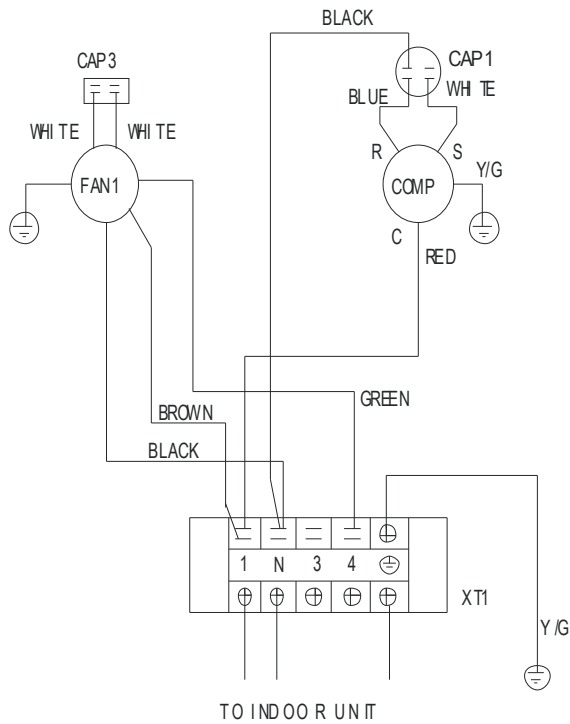 BLACK
CAP3
CAP1
BLUE
WHITE
WHITE
WHITE
R
S
Y/G
FAN1
COMP
C
RED
BROWN
GREEN
BLACK
1 N 3 4
XT1
Y/G
TO INDOOR UNIT